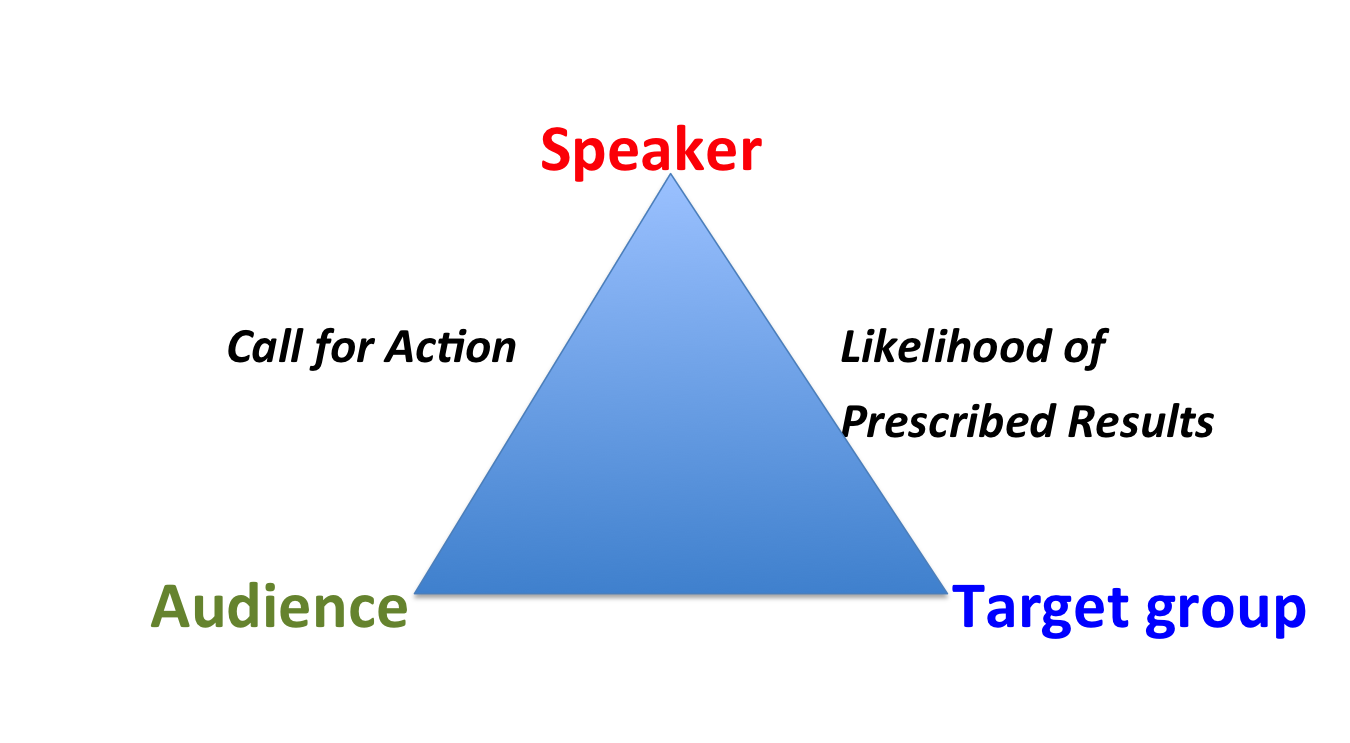 Speaker
Call for Action
Likelihood of
Prescribed Results
Audience
Target group